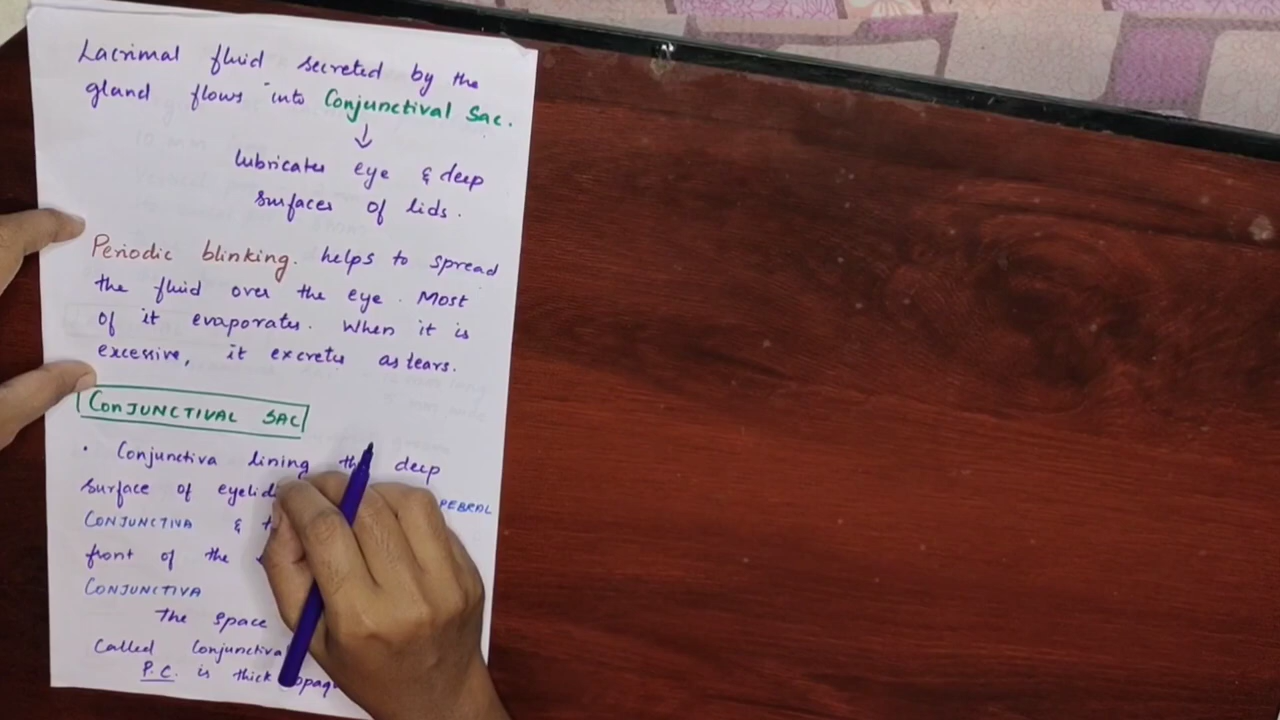 Lacrimal fluid secreted by the
gland flows into Conjunctival Sac.
↓
lubricates eye & deep
surfaces of lids.
Periodic blinking. helps to spread
the fluid over the eye. Most
of it evaporates. When it is
excessive, it excretes as tears.
CONJUNCTIVAL SAC
· Conjunctiva lining the deep
surface of eyelid PEBRAL
CONJUNCTIVA &
front of the
CONJUNCTIVA
The space
Called Conjunctiva
P.C. is thick